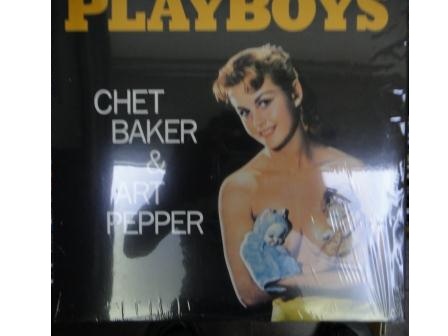 PLAYBOYS
CHET
BAKER
&
ART
PEPPER